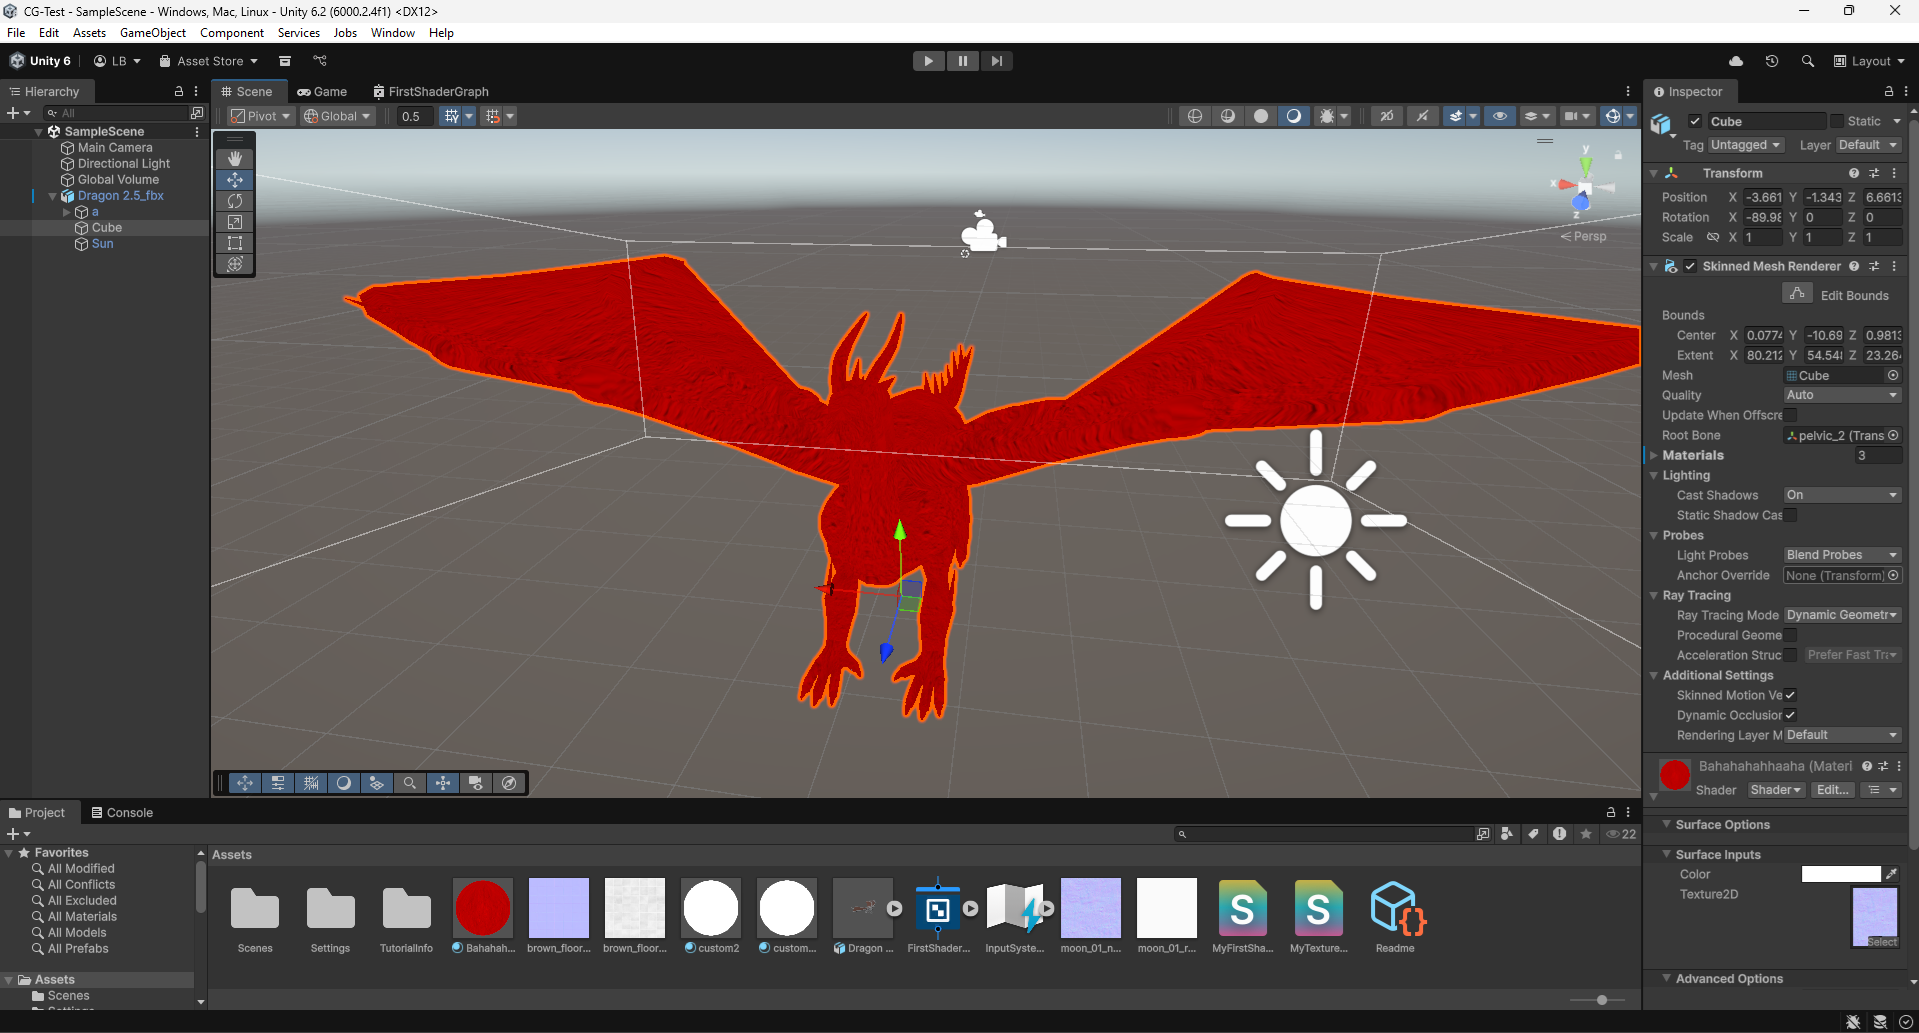 CG-Test - SampleScene - Windows, Mac, Linux - Unity 6.2 (6000.2.4f1) <DX12>
File Edit Assets GameObject Component Services Jobs Window Help
Unity 6 LB Asset Store Layout
Hierarchy
All
SampleScene
Main Camera
Directional Light
Global Volume
Dragon 2.5_fbx
a
Cube
Sun
Scene Game FirstShaderGraph
Pivot Global 0.5 2D
y
x
z
Persp
Inspector
Cube Static
Tag Untagged Layer Default
Transform
Position X -3.661 Y -1.343 Z 6.6613
Rotation X -89.98 Y 0 Z 0
Scale X 1 Y 1 Z 1
Skinned Mesh Renderer
Edit Bounds
Bounds
Center X 0.0774 Y -10.69 Z 0.9813
Extent X 80.212 Y 54.548 Z 23.264
Mesh Cube
Quality Auto
Update When Offscre
Root Bone pelvic_2 (Trans
Materials 3
Lighting
Cast Shadows On
Static Shadow Cas
Probes
Light Probes Blend Probes
Anchor Override None (Transform)
Ray Tracing
Ray Tracing Mode Dynamic Geometr
Procedural Geome
Acceleration Struc Prefer Fast Tra
Additional Settings
Skinned Motion Ve
Dynamic Occlusion
Rendering Layer M Default
Bahahahahhaaha (Materi
Shader Shader Edit...
Surface Options
Surface Inputs
Color
Texture2D
Select
Advanced Options
Project Console
22
Favorites
All Modified
All Conflicts
All Excluded
All Materials
All Models
All Prefabs
Assets
Scenes
Settings
Assets
Scenes Settings TutorialInfo Bahahah... brown_floor... brown_floor... custom2 custom... Dragon ... FirstShader... InputSyste... moon_01_n... moon_01_r... MyFirstSha... MyTexture... Readme